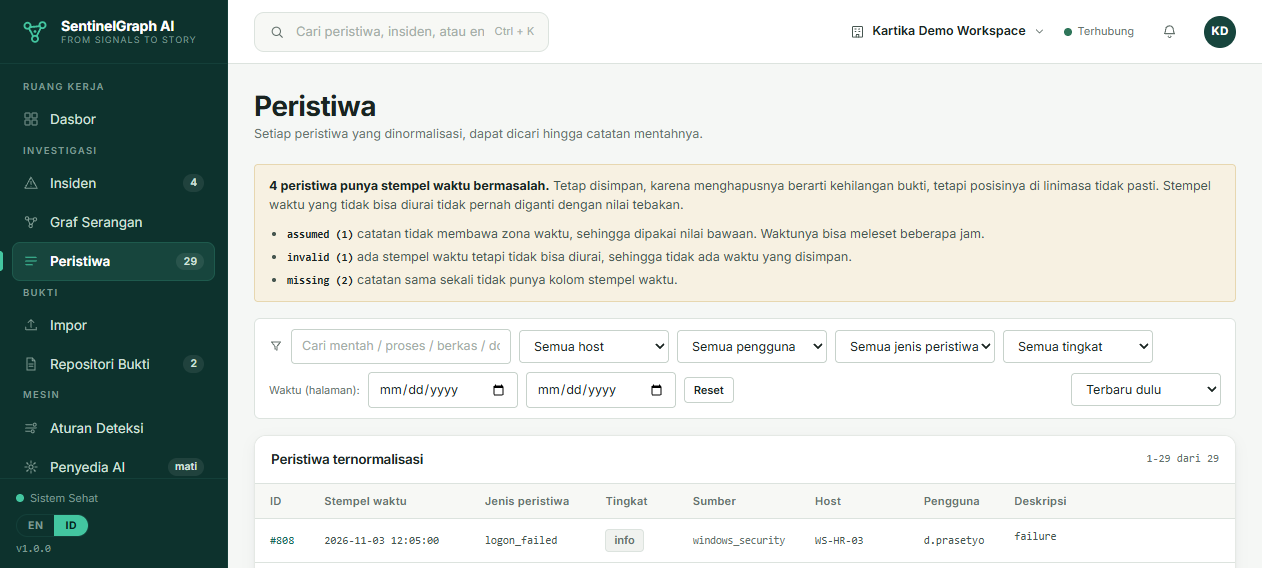 SentinelGraph AI
FROM SIGNALS TO STORY
Cari peristiwa, insiden, atau en
Ctrl + K
Kartika Demo Workspace
Terhubung
KD
RUANG KERJA
Dasbor
INVESTIGASI
Insiden 4
Graf Serangan
Peristiwa 29
BUKTI
Impor
Repositori Bukti 2
MESIN
Aturan Deteksi
Penyedia AI mati
Sistem Sehat
EN ID
v1.0.0
Peristiwa
Setiap peristiwa yang dinormalisasi, dapat dicari hingga catatan mentahnya.
4 peristiwa punya stempel waktu bermasalah. Tetap disimpan, karena menghapusnya berarti kehilangan bukti, tetapi posisinya di linimasa tidak pasti. Stempel
waktu yang tidak bisa diurai tidak pernah diganti dengan nilai tebakan.
• assumed (1) catatan tidak membawa zona waktu, sehingga dipakai nilai bawaan. Waktunya bisa meleset beberapa jam.
• invalid (1) ada stempel waktu tetapi tidak bisa diurai, sehingga tidak ada waktu yang disimpan.
• missing (2) catatan sama sekali tidak punya kolom stempel waktu.
Cari mentah / proses / berkas / do
Semua host
Semua pengguna
Semua jenis peristiwa
Semua tingkat
Waktu (halaman):
mm/dd/yyyy
mm/dd/yyyy
Reset
Terbaru dulu
Peristiwa ternormalisasi
1-29 dari 29
ID Stempel waktu Jenis peristiwa Tingkat Sumber Host Pengguna Deskripsi
#808 2026-11-03 12:05:00 logon_failed info windows_security WS-HR-03 d.prasetyo failure